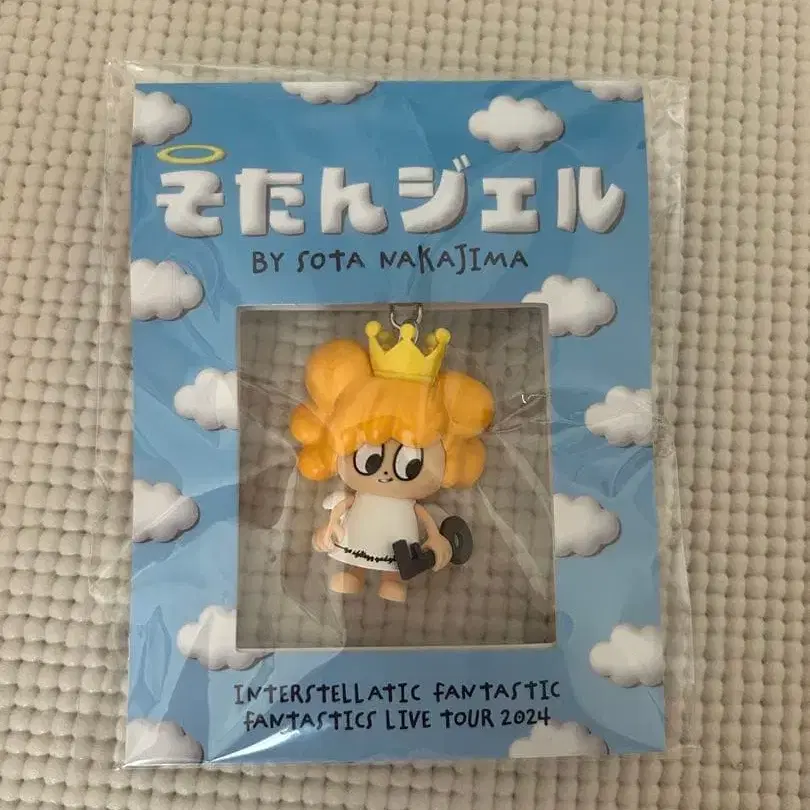 そたんジェル
BY SOTA NAKAJIMA
INTERSTELLATIC FANTASTIC
FANTASTICS LIVE TOUR 2024